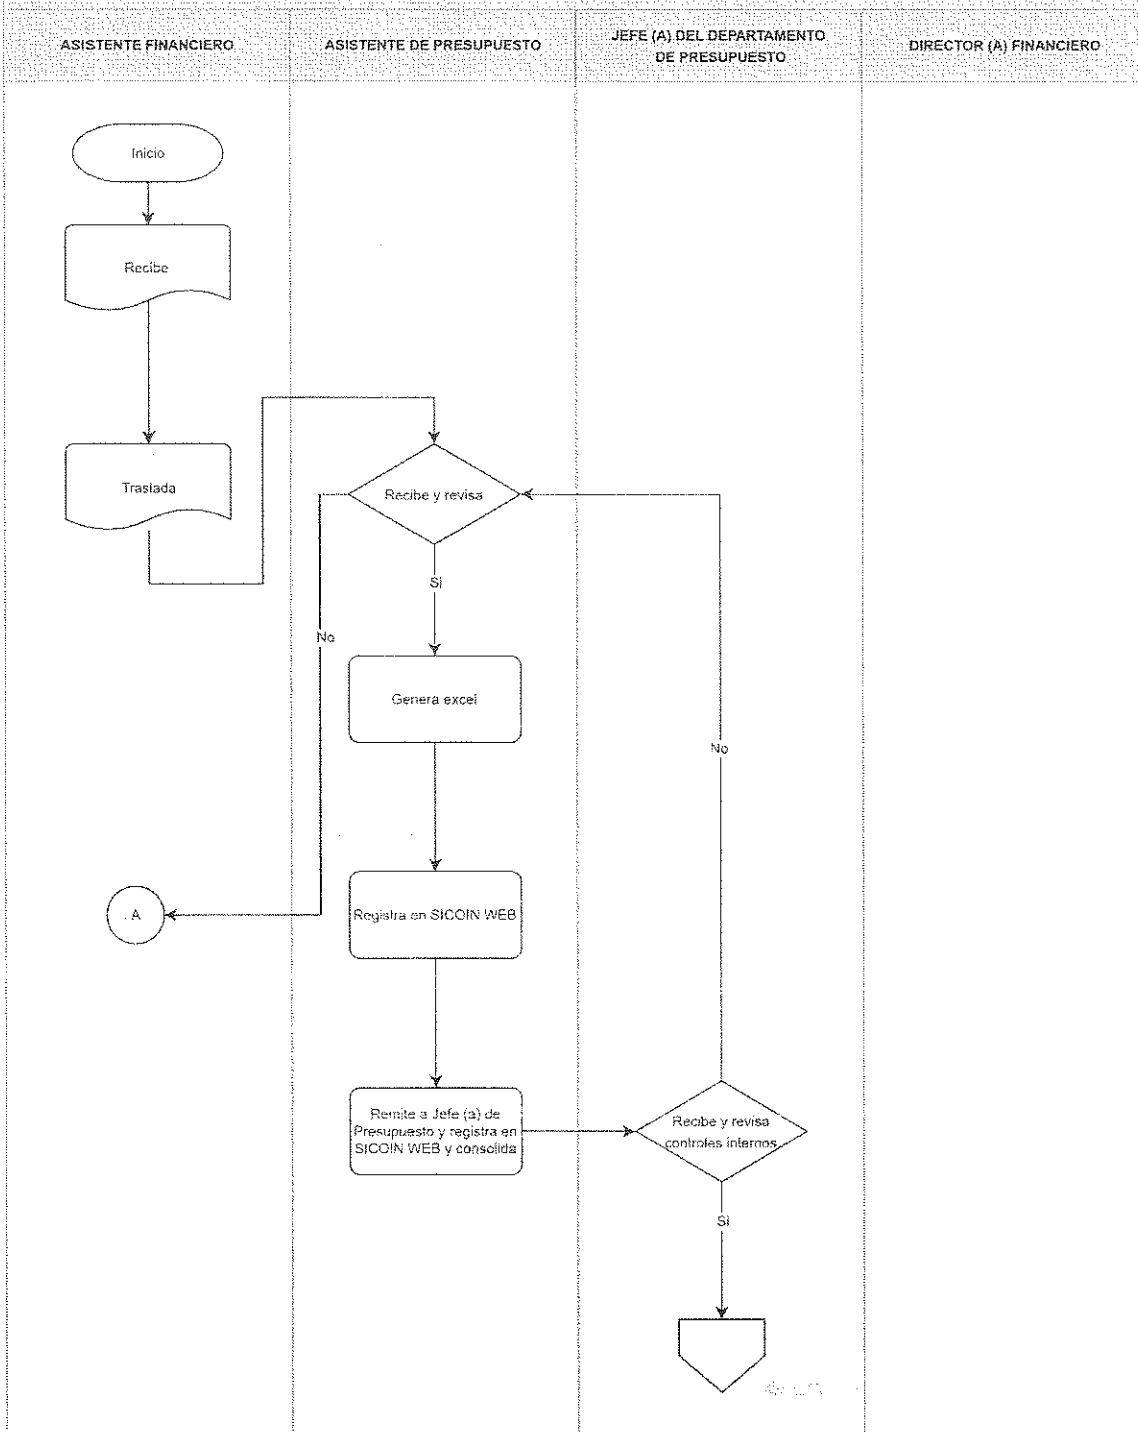 ASISTENTE FINANCIERO
ASISTENTE DE PRESUPUESTO
JEFE (A) DEL DEPARTAMENTO
DE PRESUPUESTO
DIRECTOR (A) FINANCIERO
Inicio
Recibe
Traslada
Recibe y revisa
Si
No
Genera excel
No
A
Registra en SICOIN WEB
Remite a Jefe (a) de
Presupuesto y registra en
SICOIN WEB y consolida
Recibe y revisa
controles internos
Si